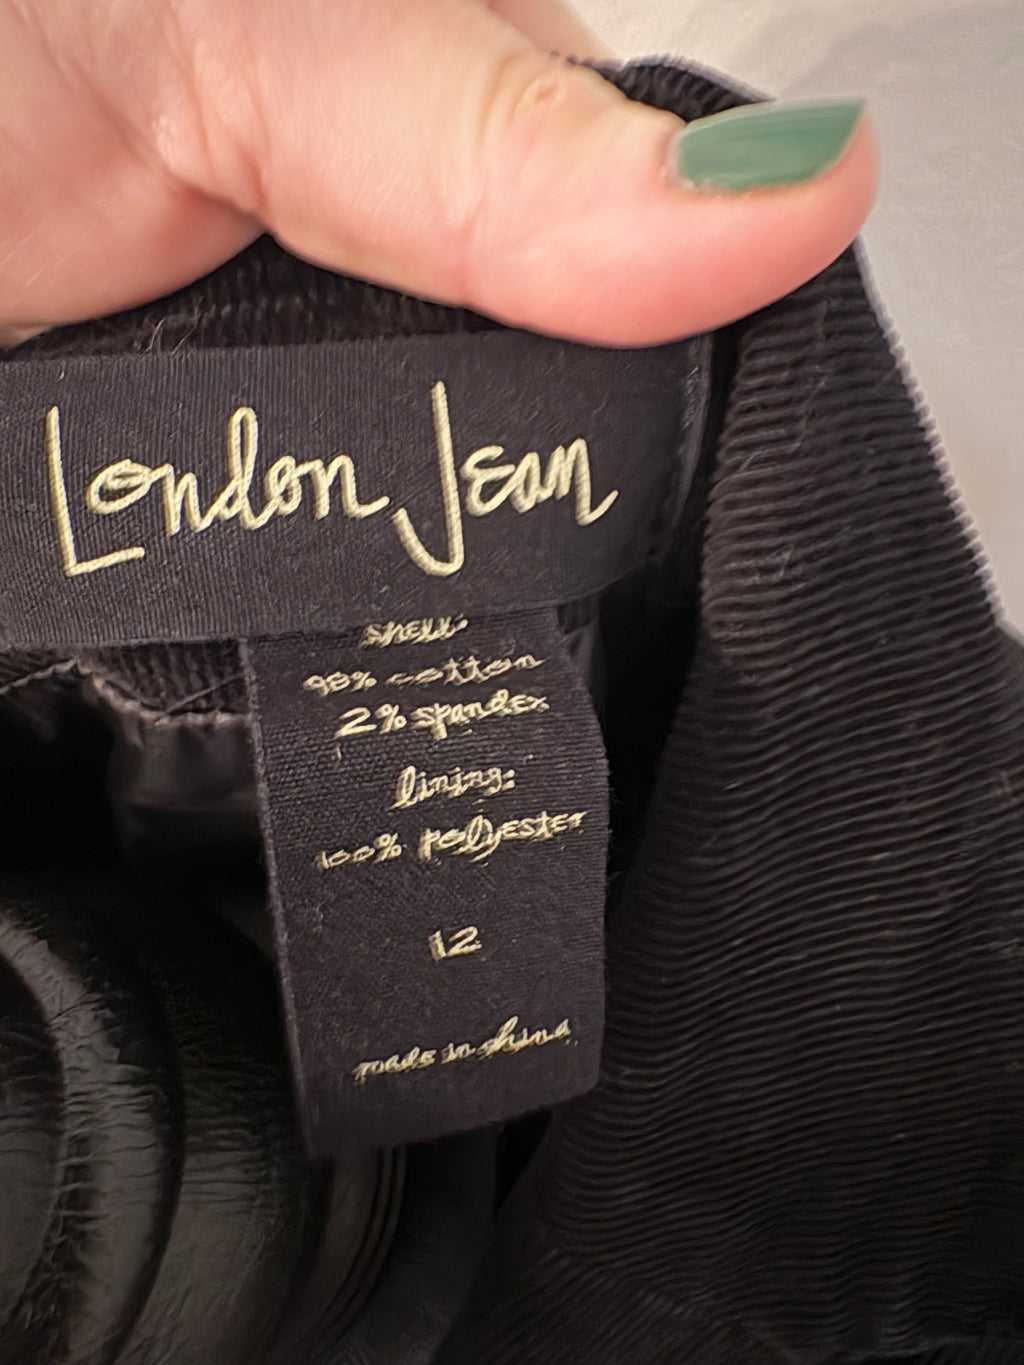 London Jean
shell:
98% cotton
2% spandex
lining:
100% polyester
12
made in china